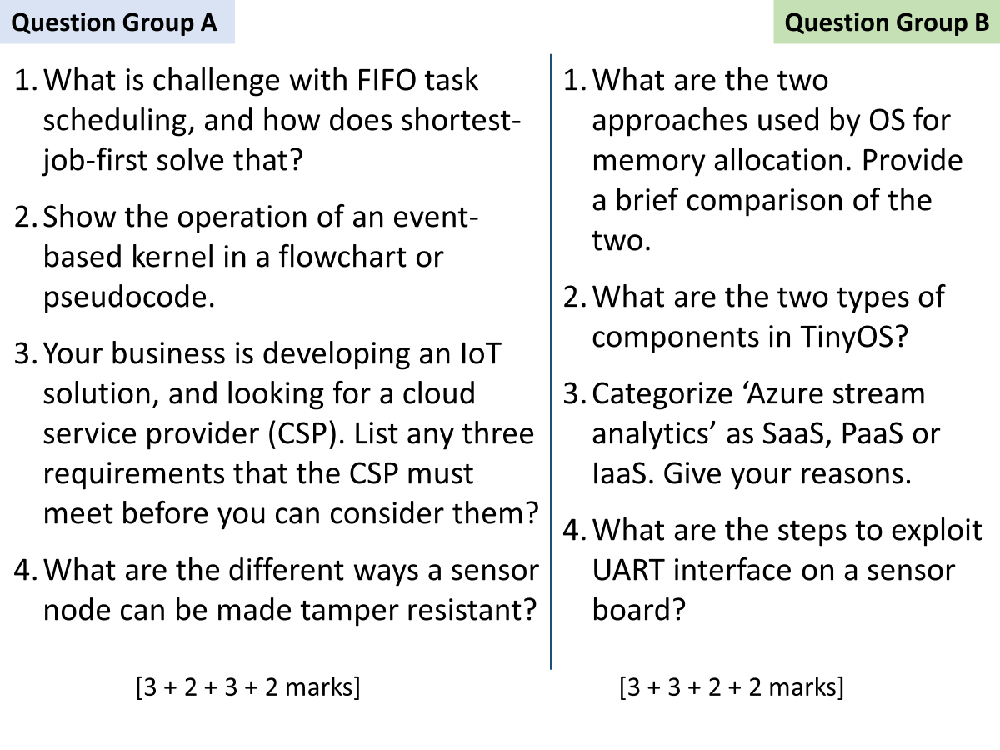 Question Group A
1. What is challenge with FIFO task
scheduling, and how does shortest-
job-first solve that?
2. Show the operation of an event-
based kernel in a flowchart or
pseudocode.
3. Your business is developing an IoT
solution, and looking for a cloud
service provider (CSP). List any three
requirements that the CSP must
meet before you can consider them?
4. What are the different ways a sensor
node can be made tamper resistant?
[3 + 2 + 3 + 2 marks]
Question Group B
1. What are the two
approaches used by OS for
memory allocation. Provide
a brief comparison of the
two.
2. What are the two types of
components in TinyOS?
3. Categorize ‘Azure stream
analytics’ as SaaS, PaaS or
IaaS. Give your reasons.
4. What are the steps to exploit
UART interface on a sensor
board?
[3 + 3 + 2 + 2 marks]